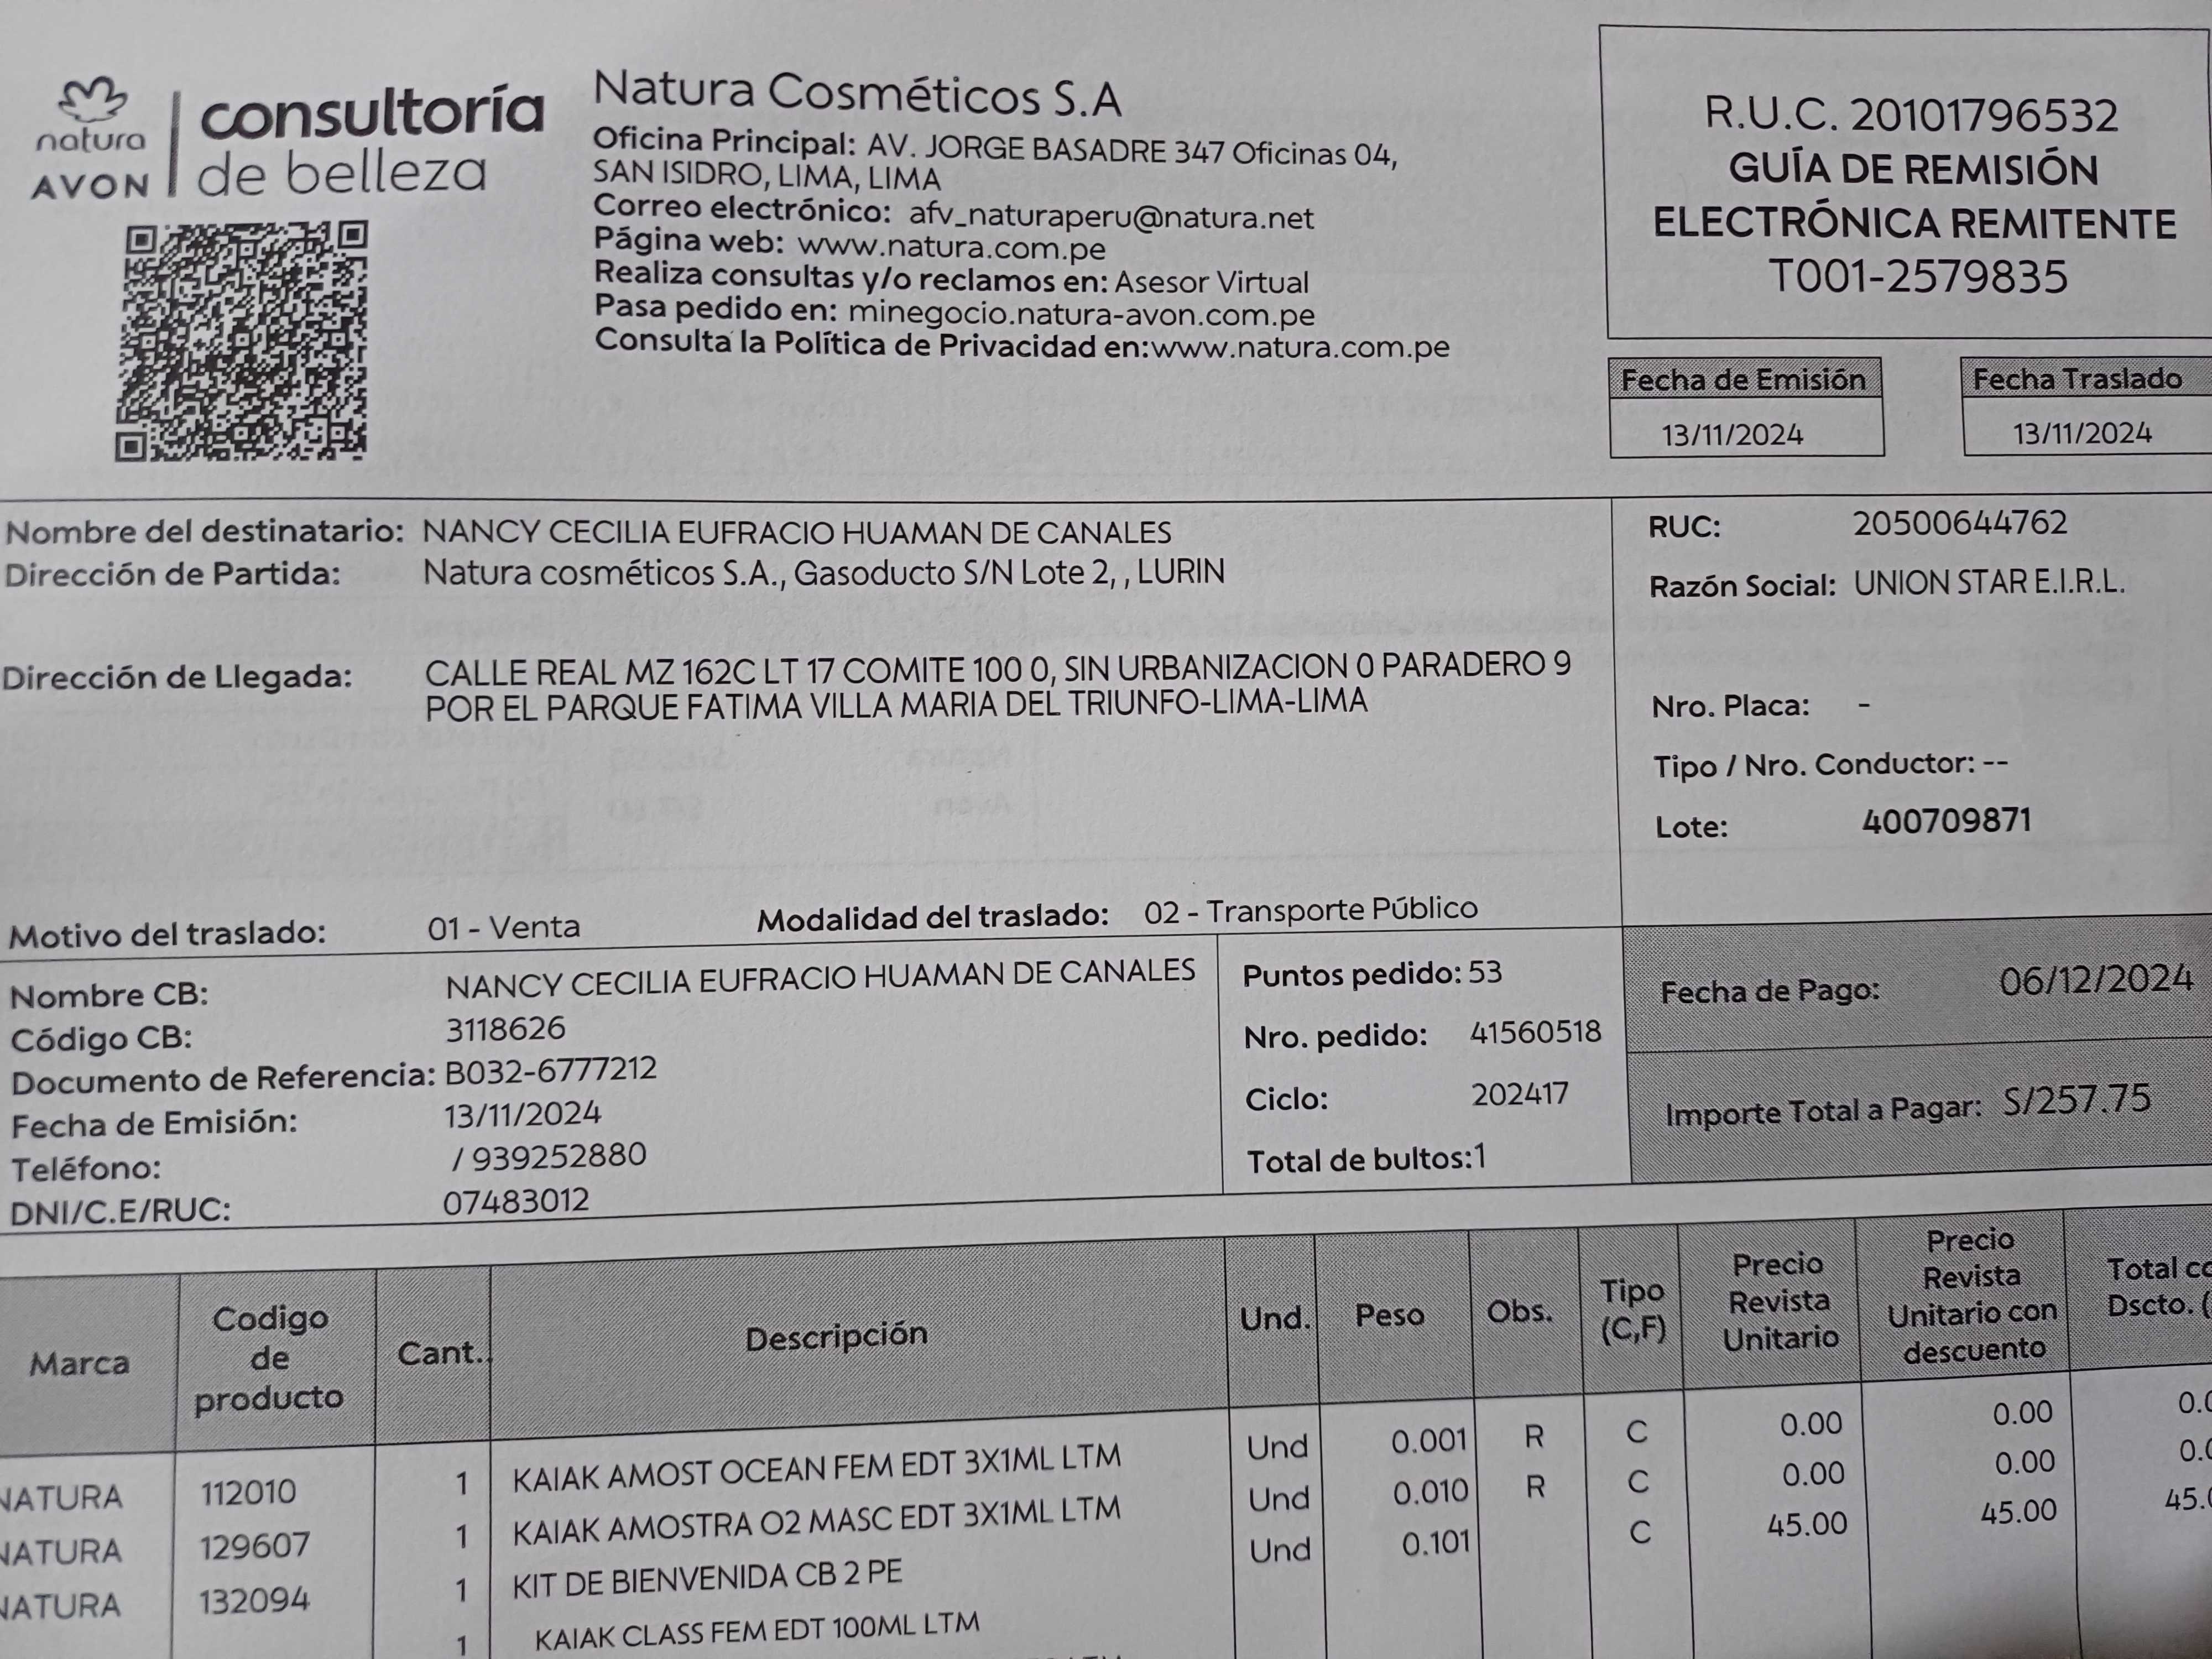 natura
AVON
consultoría
de belleza
Natura Cosméticos S.A
Oficina Principal: AV. JORGE BASADRE 347 Oficinas 04,
SAN ISIDRO, LIMA, LIMA
Correo electrónico: afv_naturaperu@natura.net
Página web: www.natura.com.pe
Realiza consultas y/o reclamos en: Asesor Virtual
Pasa pedido en: minegocio.natura-avon.com.pe
Consulta la Política de Privacidad en:www.natura.com.pe
R.U.C. 20101796532
GUÍA DE REMISIÓN
ELECTRÓNICA REMITENTE
T001-2579835
Fecha de Emisión Fecha Traslado
13/11/2024 13/11/2024
Nombre del destinatario: NANCY CECILIA EUFRACIO HUAMAN DE CANALES
Dirección de Partida: Natura cosméticos S.A., Gasoducto S/N Lote 2, , LURIN
Dirección de Llegada: CALLE REAL MZ 162C LT 17 COMITE 100 0, SIN URBANIZACION 0 PARADERO 9
POR EL PARQUE FATIMA VILLA MARIA DEL TRIUNFO-LIMA-LIMA
Motivo del traslado: 01 - Venta Modalidad del traslado: 02 - Transporte Público
RUC: 20500644762
Razón Social: UNION STAR E.I.R.L.
Nro. Placa: -
Tipo / Nro. Conductor: --
Lote: 400709871
Nombre CB: NANCY CECILIA EUFRACIO HUAMAN DE CANALES
Código CB: 3118626
Documento de Referencia: B032-6777212
Fecha de Emisión: 13/11/2024
Teléfono: / 939252880
DNI/C.E/RUC: 07483012
Puntos pedido: 53
Nro. pedido: 41560518
Ciclo: 202417
Total de bultos:1
Fecha de Pago: 06/12/2024
Importe Total a Pagar: S/257.75
Marca
Codigo
de
producto
Cant.
Descripción
Und.
Peso
Obs.
Tipo
(C,F)
Precio
Revista
Unitario
Precio
Revista
Unitario con
descuento
Total
Dscto. (
NATURA 112010 1 KAIAK AMOST OCEAN FEM EDT 3X1ML LTM Und 0.001 R C 0.00 0.00
NATURA 129607 1 KAIAK AMOSTRA O2 MASC EDT 3X1ML LTM Und 0.010 R C 0.00 0.00
NATURA 132094 1 KIT DE BIENVENIDA CB 2 PE Und 0.101 C 45.00 45.00
1 KAIAK CLASS FEM EDT 100ML LTM